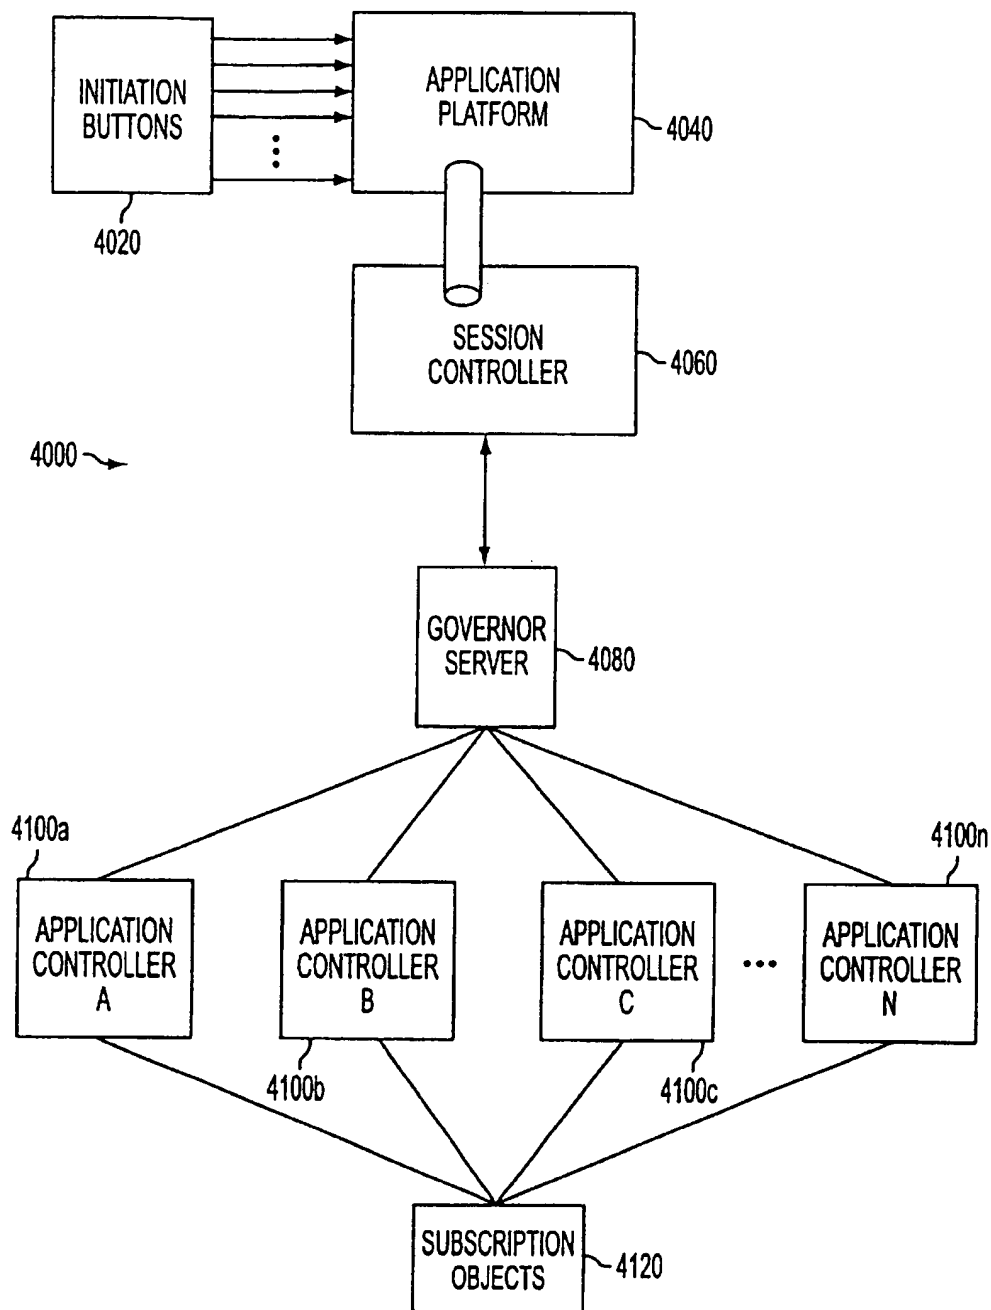 INITIATION
BUTTONS
4020
APPLICATION
PLATFORM
4040
SESSION
CONTROLLER
4060
4000
GOVERNOR
SERVER
4080
4100a
APPLICATION
CONTROLLER
A
APPLICATION
CONTROLLER
B
4100b
APPLICATION
CONTROLLER
C
4100c
...
4100n
APPLICATION
CONTROLLER
N
SUBSCRIPTION
OBJECTS
4120